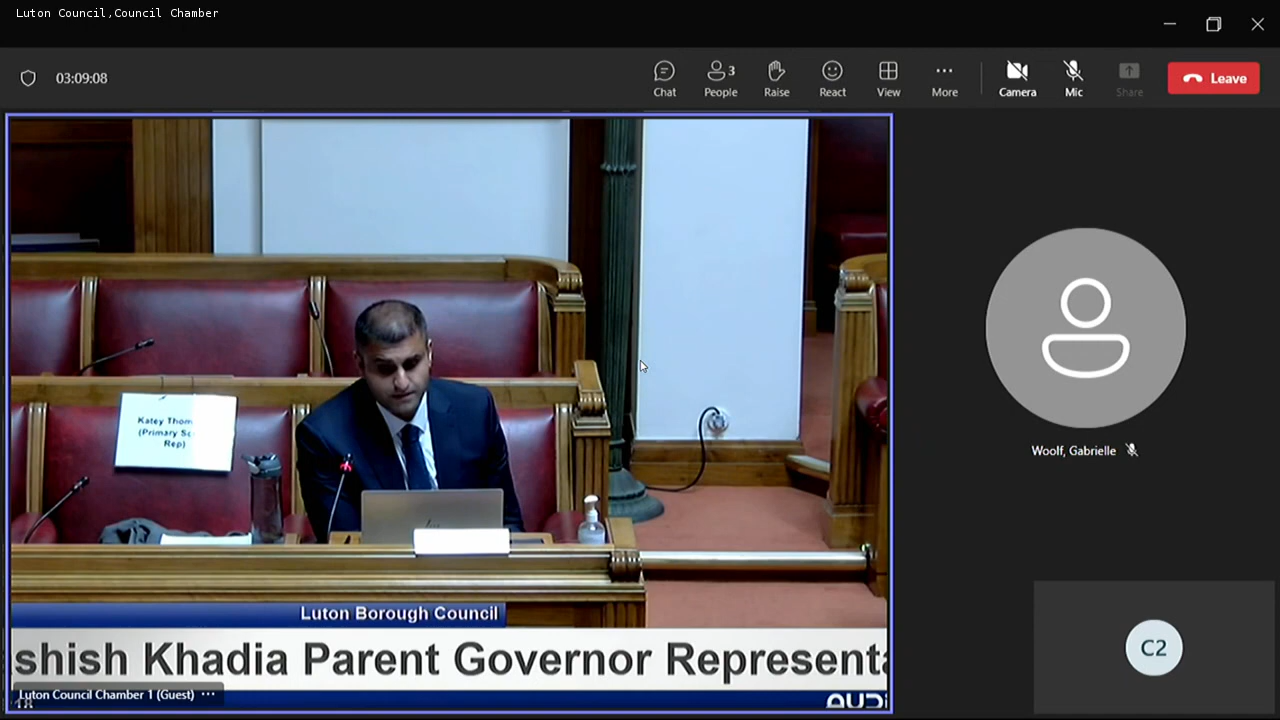 Luton Council,Council Chamber
03:09:08
Chat
People
3
Raise
React
View
More
Camera
Mic
Share
Leave
Katey Thom
(Primary Sc
Rep)
Woolf, Gabrielle
C2
Luton Borough Council
shish Khadia Parent Governor Representa
Luton Council Chamber 1 (Guest)
AUDi